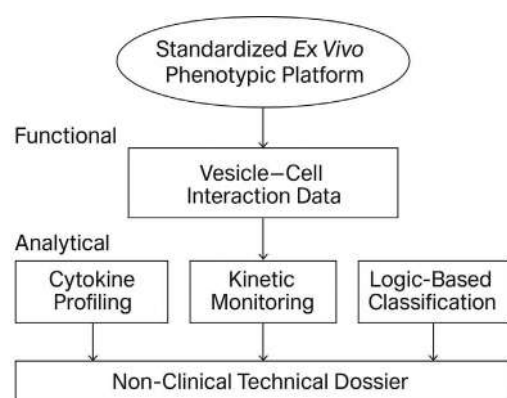 Standardized Ex Vivo
Phenotypic Platform
Functional
Vesicle–Cell
Interaction Data
Analytical
Cytokine
Profiling
Kinetic
Monitoring
Logic-Based
Classification
Non-Clinical Technical Dossier